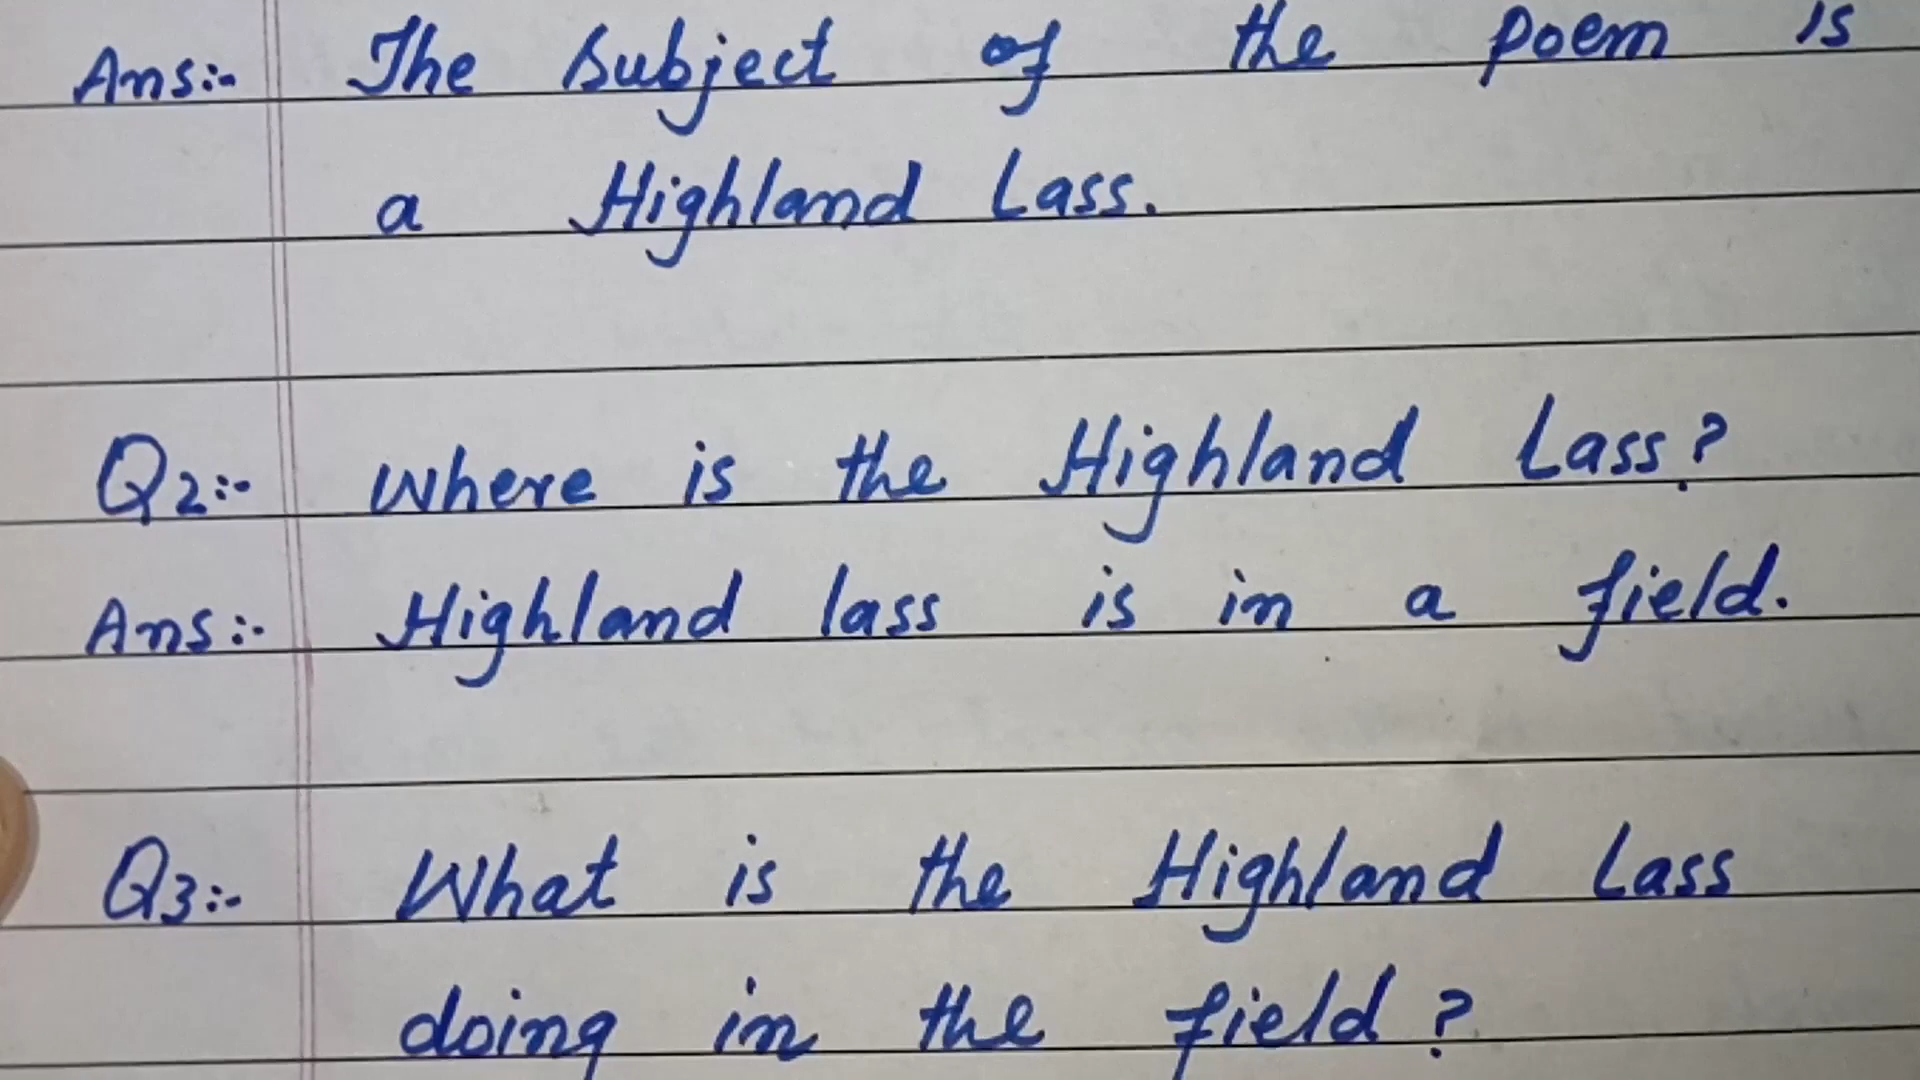 Ans:- The subject of the poem is
a Highland Lass.
Q2:- Where is the Highland Lass?
Ans:- Highland lass is in a field.
Q3:- What is the Highland Lass
doing in the field?